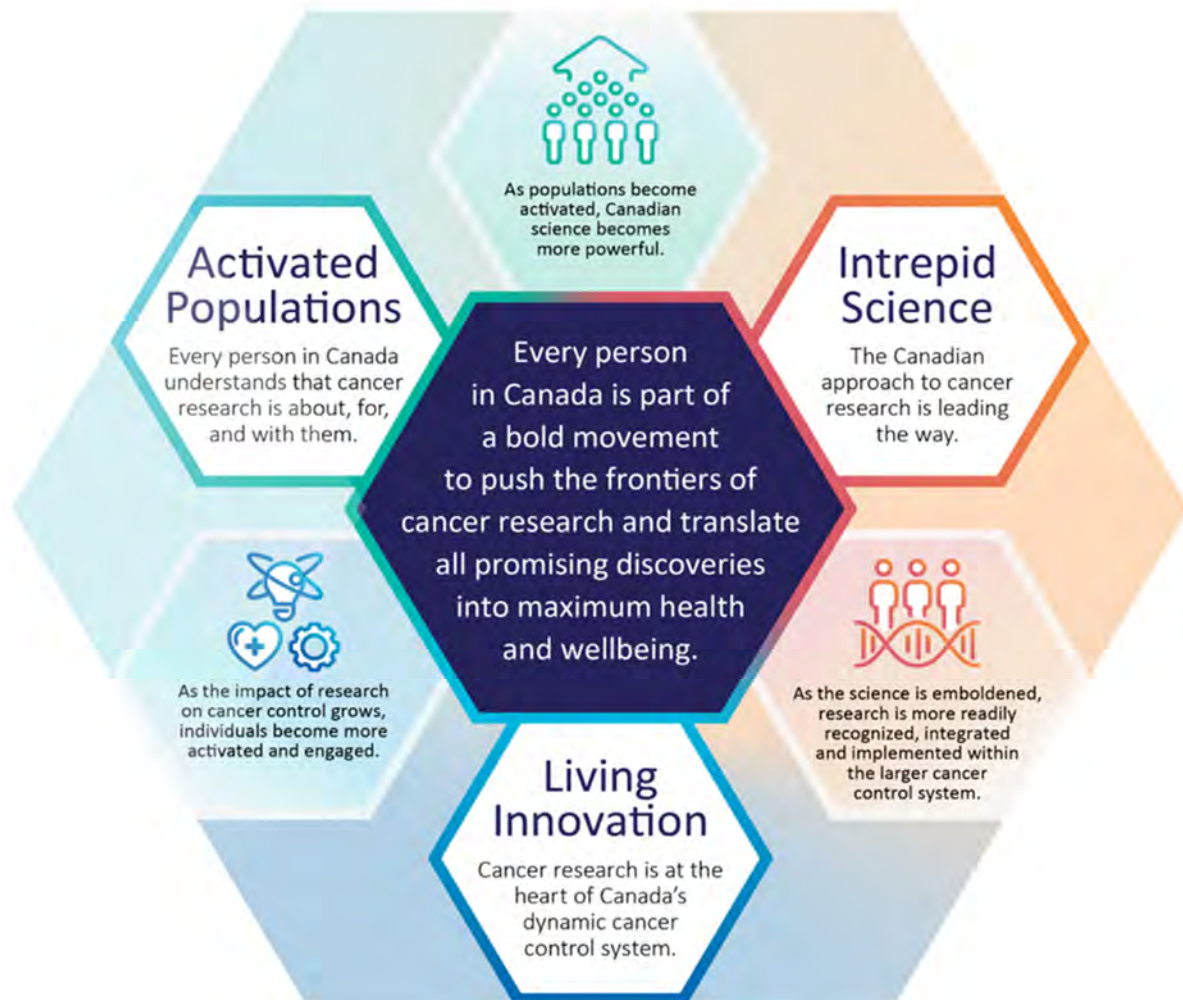 As populations become
activated, Canadian
science becomes
more powerful.
Activated
Populations
Every person in Canada
understands that cancer
research is about, for,
and with them.
Intrepid
Science
The Canadian
approach to cancer
research is leading
the way.
Every person
in Canada is part of
a bold movement
to push the frontiers of
cancer research and translate
all promising discoveries
into maximum health
and wellbeing.
As the impact of research
on cancer control grows,
individuals become more
activated and engaged.
As the science is emboldened,
research is more readily
recognized, integrated
and implemented within
the larger cancer
control system.
Living
Innovation
Cancer research is at the
heart of Canada's
dynamic cancer
control system.